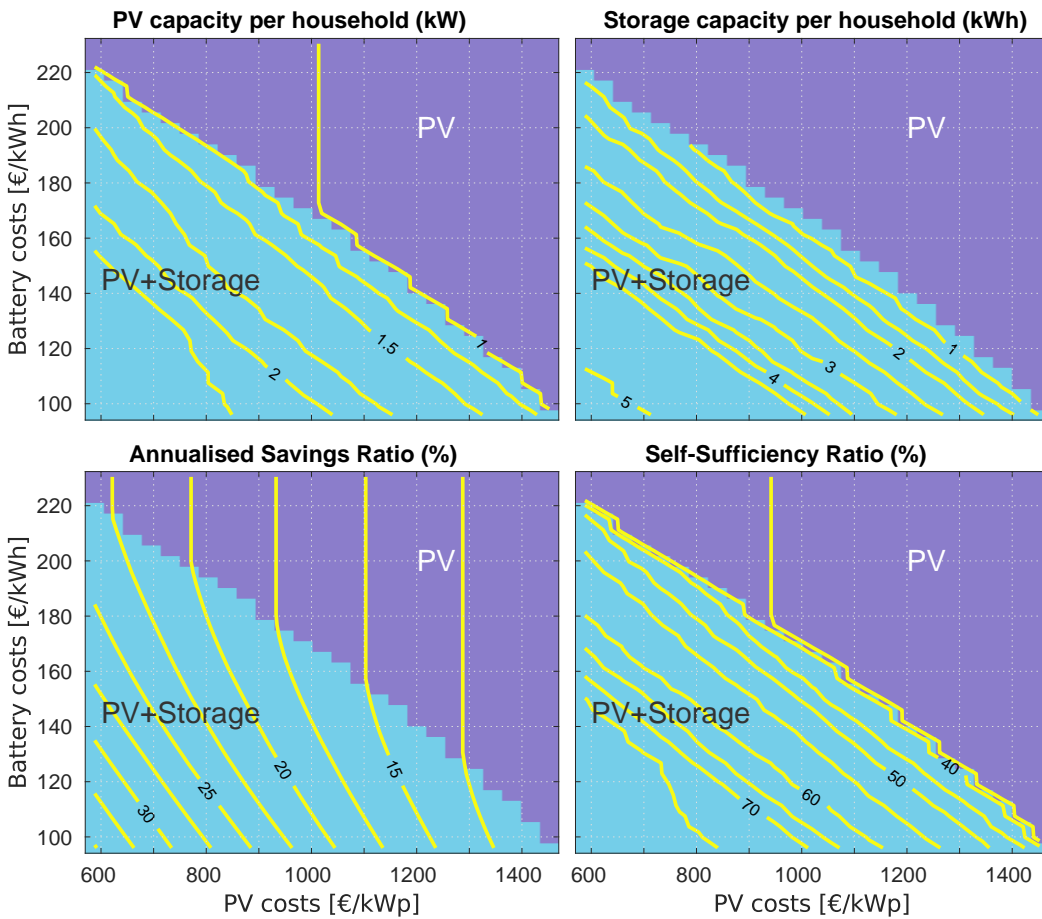 PV capacity per household (kW)
Storage capacity per household (kWh)
Battery costs [€/kWh]
220
200
180
160
140
120
100
PV
PV+Storage
1.5
1
2
PV
PV+Storage
1
2
3
4
5
Annualised Savings Ratio (%)
Self-Sufficiency Ratio (%)
Battery costs [€/kWh]
220
200
180
160
140
120
100
PV
PV+Storage
15
20
25
30
600 800 1000 1200 1400
PV costs [€/kWp]
PV
PV+Storage
40
50
60
70
600 800 1000 1200 1400
PV costs [€/kWp]